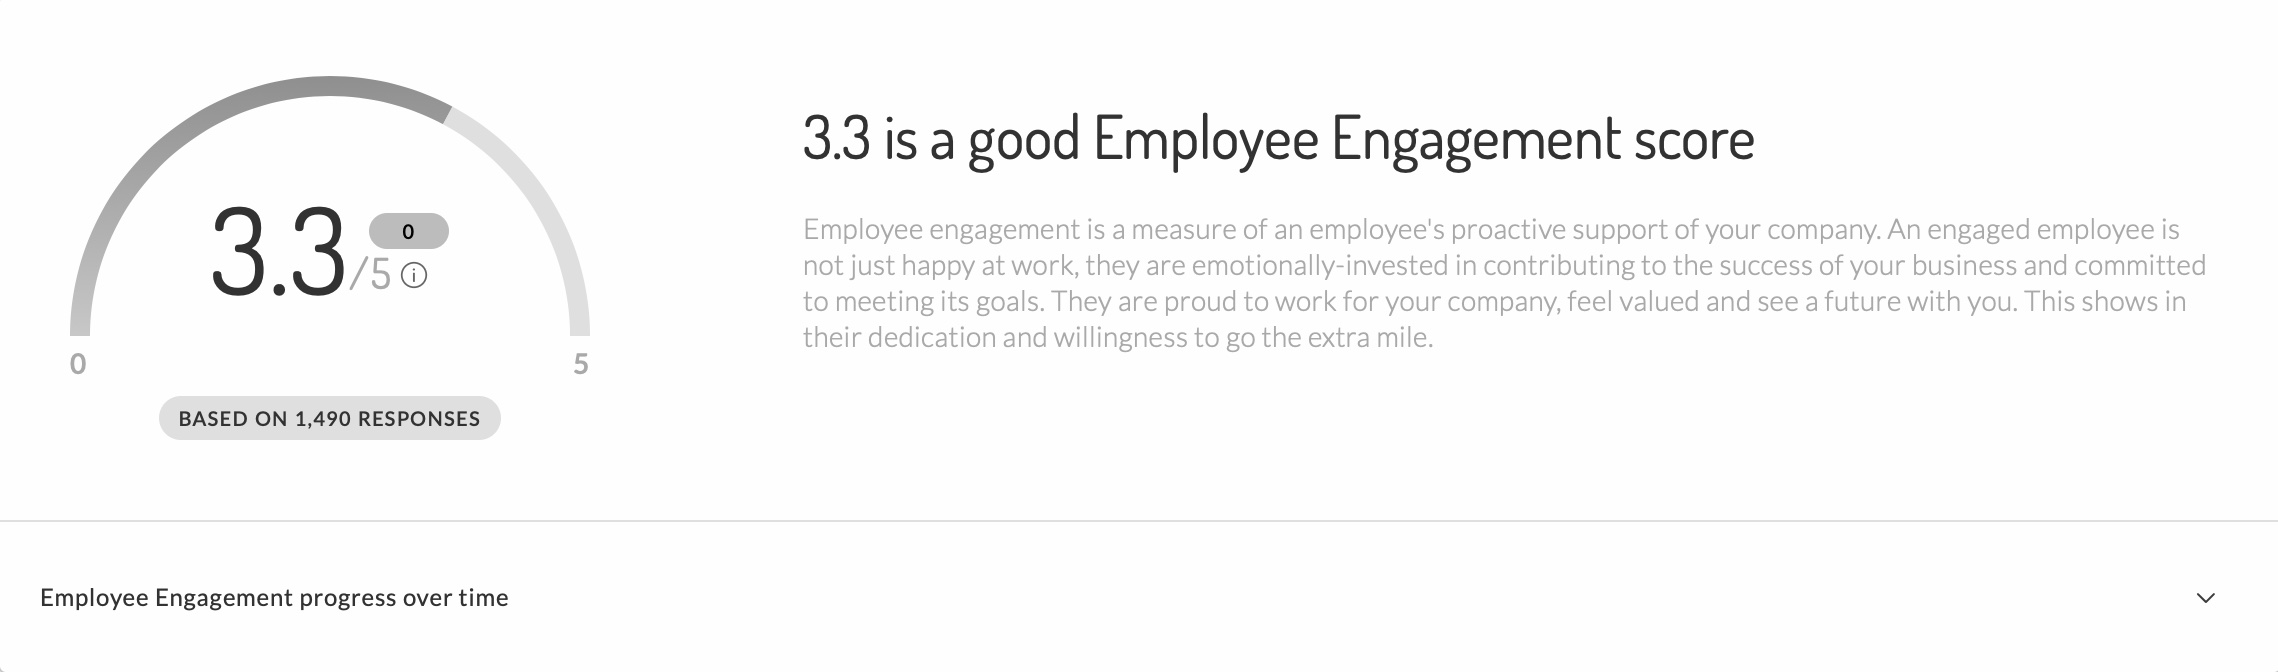 3.3
0
/5
0
5
BASED ON 1,490 RESPONSES
3.3 is a good Employee Engagement score
Employee engagement is a measure of an employee's proactive support of your company. An engaged employee is
not just happy at work, they are emotionally-invested in contributing to the success of your business and committed
to meeting its goals. They are proud to work for your company, feel valued and see a future with you. This shows in
their dedication and willingness to go the extra mile.
Employee Engagement progress over time